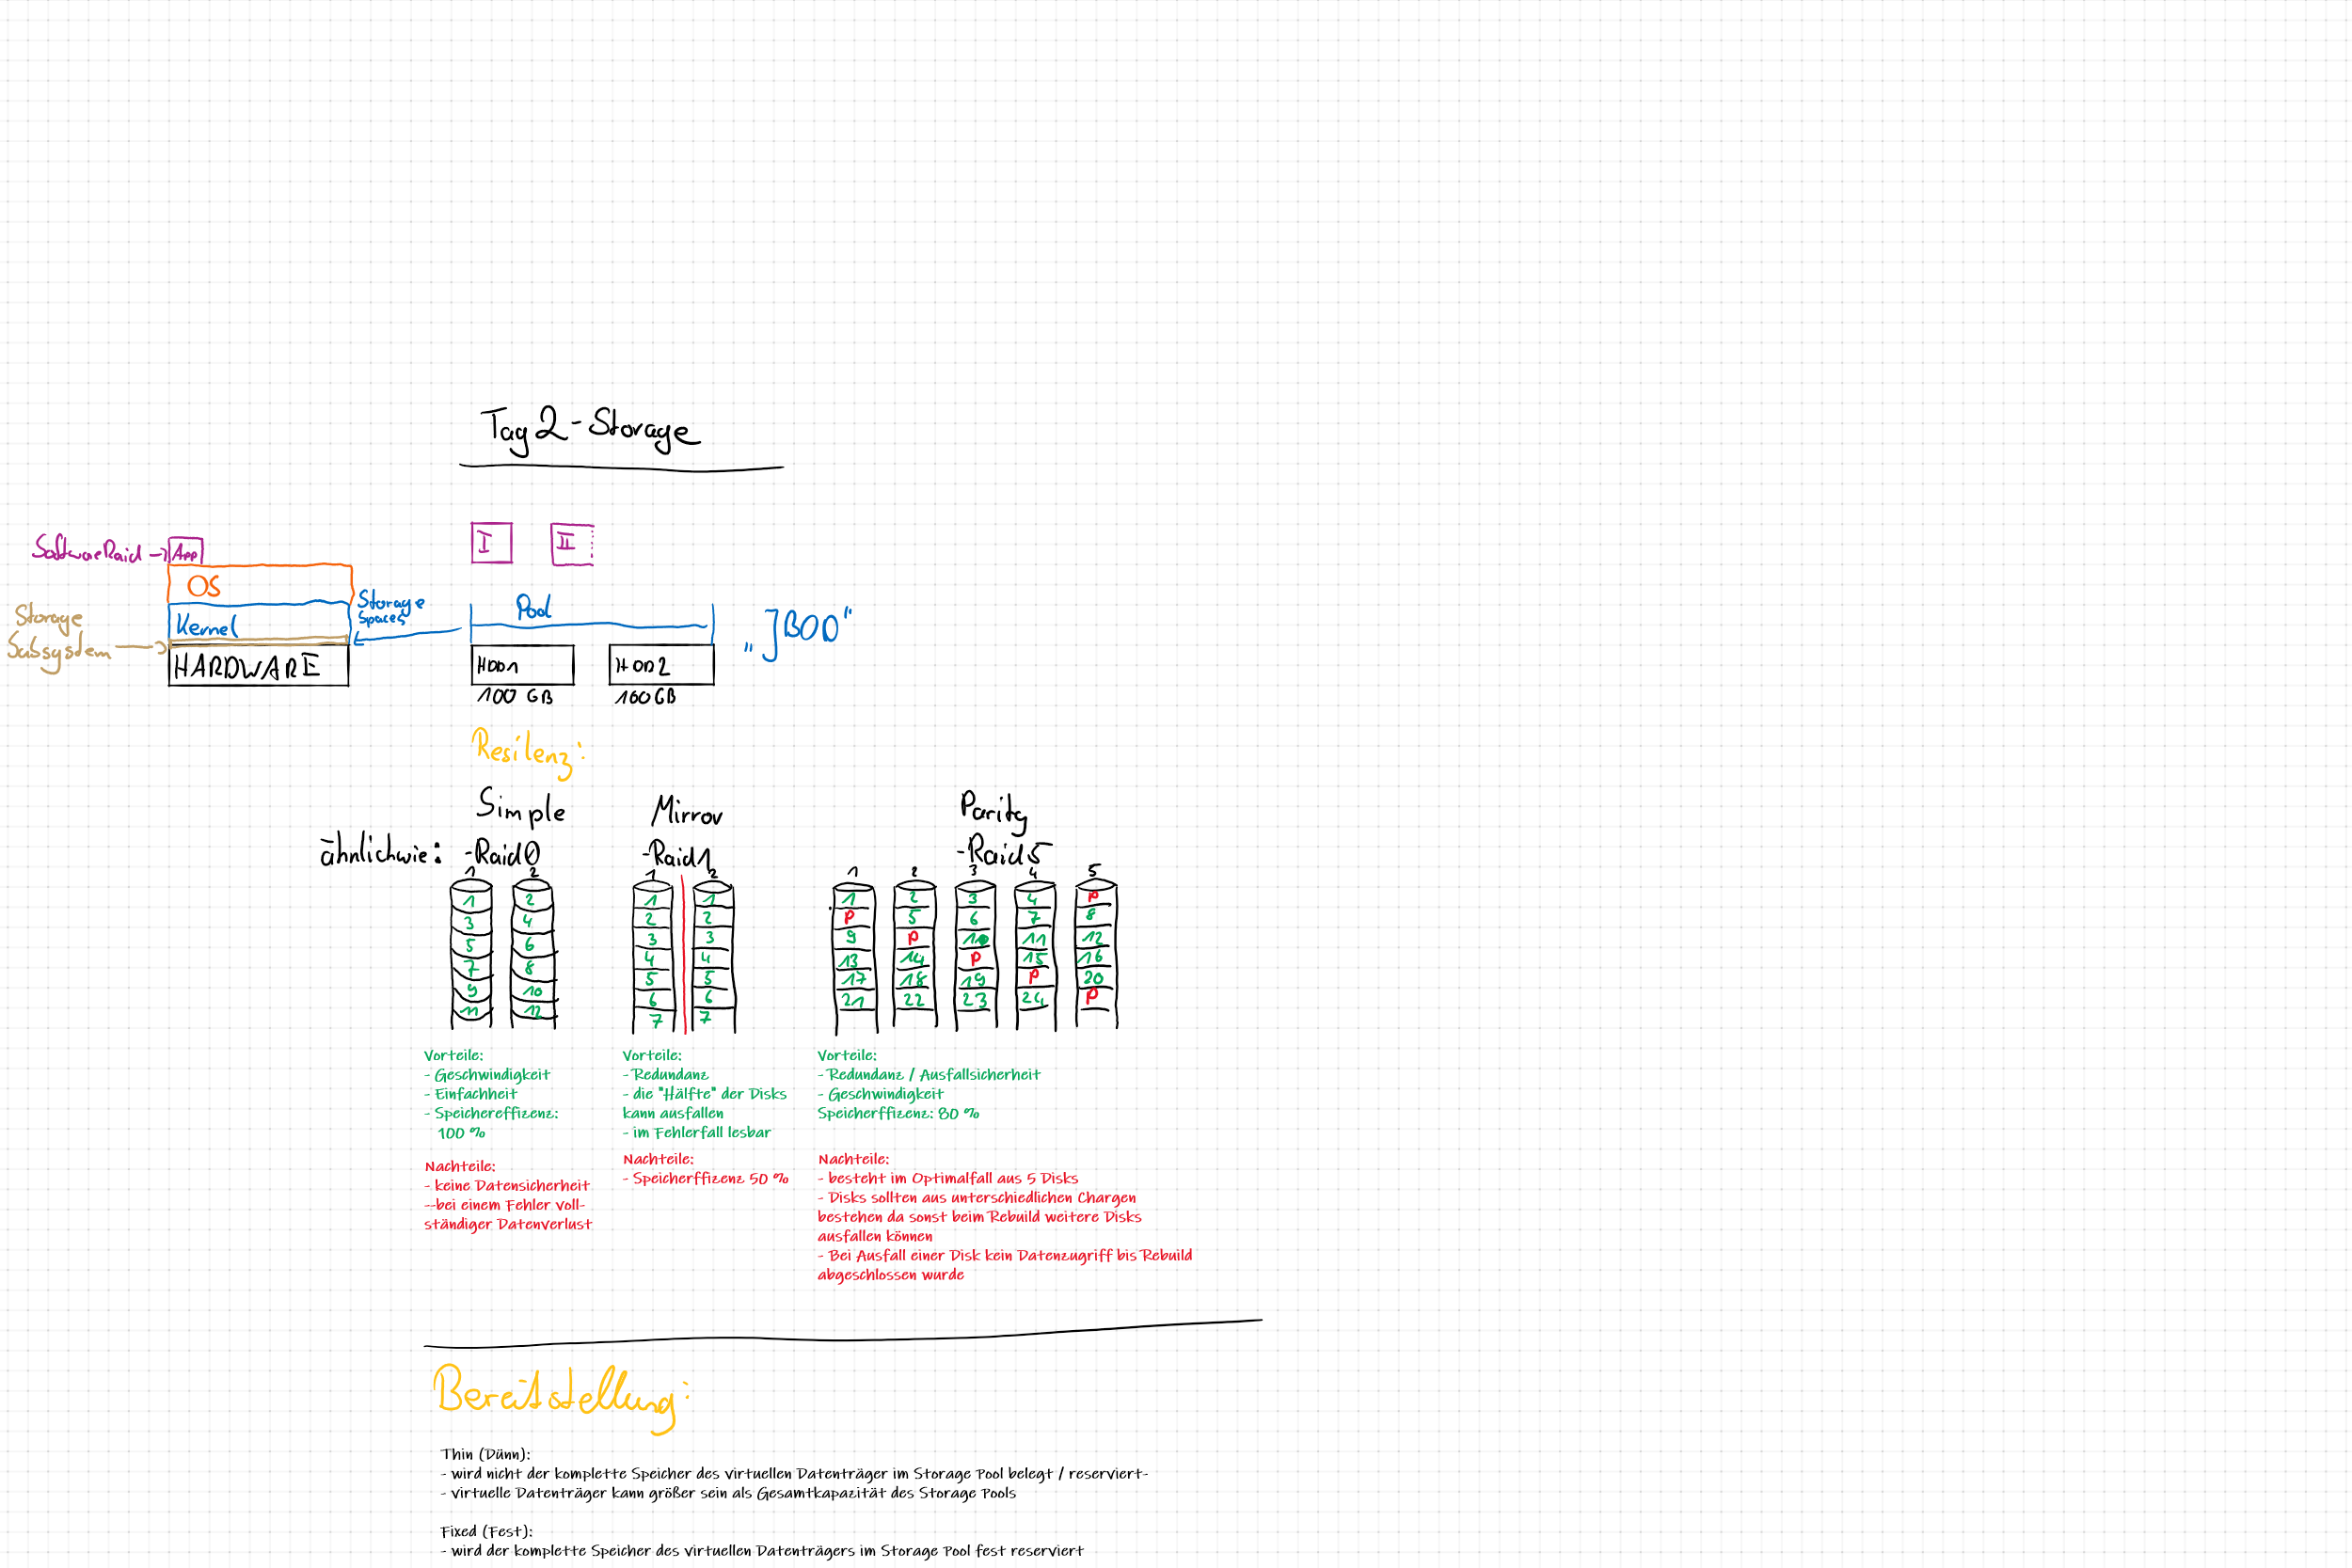 Tag 2 - Storage
SoftwareRaid → App
I II
OS
Storage
Spaces
Pool
„JBOD"
Storage
Subsystem
Kernel
HARDWARE
HDD1 HDD2
100 GB 100 GB
Resilenz:
Simple Mirror Parity
ähnlichwie: -Raid0 -Raid1 -Raid5
1 2 1 2 1 2 3 4 5
1 2 1 1 1 2 3 4 P
3 4 2 2 P 5 6 7 8
5 6 3 3 9 P 10 11 12
7 8 4 4 13 14 P 15 16
9 10 5 5 17 18 19 P 20
11 12 6 6 21 22 23 24 P
7 7
Vorteile:
- Geschwindigkeit
- Einfachheit
- Speichereffizenz:
100 %
Nachteile:
- keine Datensicherheit
--bei einem Fehler voll-
ständiger Datenverlust
Vorteile:
- Redundanz
- die "Hälfte" der Disks
kann ausfallen
- im Fehlerfall lesbar
Nachteile:
- Speicherffizenz 50 %
Vorteile:
- Redundanz / Ausfallsicherheit
- Geschwindigkeit
Speicherffizenz: 80 %
Nachteile:
- besteht im Optimalfall aus 5 Disks
- Disks sollten aus unterschiedlichen Chargen
bestehen da sonst beim Rebuild weitere Disks
ausfallen können
- Bei Ausfall einer Disk kein Datenzugriff bis Rebuild
abgeschlossen wurde
Bereitstellung:
Thin (Dünn):
- wird nicht der komplette Speicher des virtuellen Datenträger im Storage Pool belegt / reserviert-
- virtuelle Datenträger kann größer sein als Gesamtkapazität des Storage Pools
Fixed (Fest):
- wird der komplette Speicher des virtuellen Datenträgers im Storage Pool fest reserviert